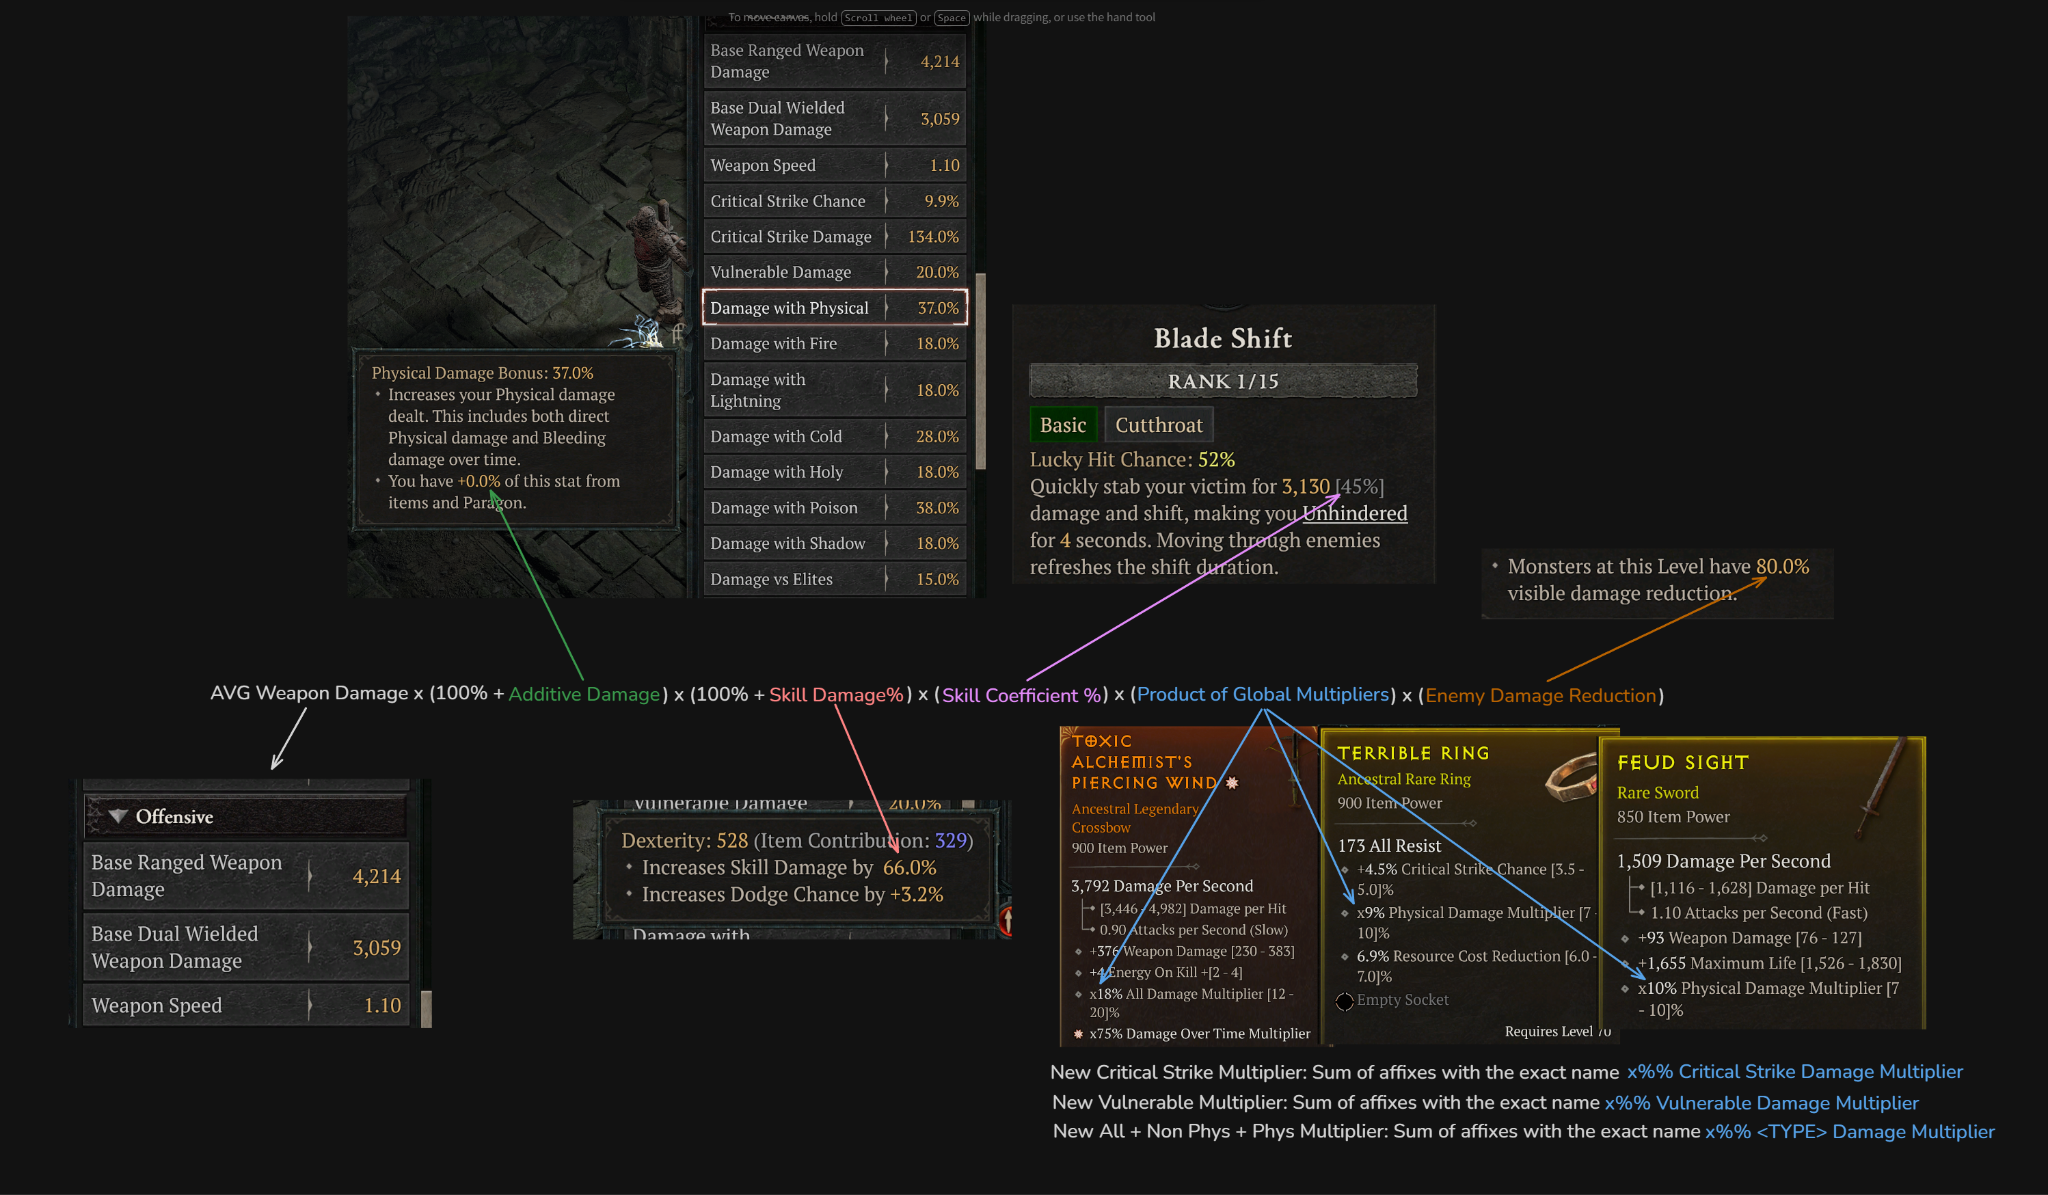 To move canvas, hold Scroll wheel or Space while dragging, or use the hand tool
Base Ranged Weapon
Damage
4,214
Base Dual Wielded
Weapon Damage
3,059
Weapon Speed 1.10
Critical Strike Chance 9.9%
Critical Strike Damage 134.0%
Vulnerable Damage 20.0%
Damage with Physical 37.0%
Damage with Fire 18.0%
Damage with
Lightning
18.0%
Damage with Cold 28.0%
Damage with Holy 18.0%
Damage with Poison 38.0%
Damage with Shadow 18.0%
Damage vs Elites 15.0%
Physical Damage Bonus: 37.0%
• Increases your Physical damage
dealt. This includes both direct
Physical damage and Bleeding
damage over time.
• You have +0.0% of this stat from
items and Paragon.
Blade Shift
RANK 1/15
Basic Cutthroat
Lucky Hit Chance: 52%
Quickly stab your victim for 3,130 [45%]
damage and shift, making you Unhindered
for 4 seconds. Moving through enemies
refreshes the shift duration.
• Monsters at this Level have 80.0%
visible damage reduction.
AVG Weapon Damage x (100% + Additive Damage) x (100% + Skill Damage%) x (Skill Coefficient %) x (Product of Global Multipliers) x (Enemy Damage Reduction)
Offensive
Base Ranged Weapon
Damage
4,214
Base Dual Wielded
Weapon Damage
3,059
Weapon Speed 1.10
Vulnerable Damage 20.0%
Dexterity: 528 (Item Contribution: 329)
• Increases Skill Damage by 66.0%
• Increases Dodge Chance by +3.2%
Damage with
TOXIC
ALCHEMIST'S
PIERCING WIND
Ancestral Legendary
Crossbow
900 Item Power
3,792 Damage Per Second
[3,446 - 4,982] Damage per Hit
0.90 Attacks per Second (Slow)
+376 Weapon Damage [230 - 383]
+4 Energy On Kill +[2 - 4]
x18% All Damage Multiplier [12 -
20]%
x75% Damage Over Time Multiplier
TERRIBLE RING
Ancestral Rare Ring
900 Item Power
173 All Resist
+4.5% Critical Strike Chance [3.5 -
5.0]%
x9% Physical Damage Multiplier [7 -
10]%
6.9% Resource Cost Reduction [6.0 -
7.0]%
Empty Socket
Requires Level 70
FEUD SIGHT
Rare Sword
850 Item Power
1,509 Damage Per Second
[1,116 - 1,628] Damage per Hit
1.10 Attacks per Second (Fast)
+93 Weapon Damage [76 - 127]
+1,655 Maximum Life [1,526 - 1,830]
x10% Physical Damage Multiplier [7
- 10]%
New Critical Strike Multiplier: Sum of affixes with the exact name x%% Critical Strike Damage Multiplier
New Vulnerable Multiplier: Sum of affixes with the exact name x%% Vulnerable Damage Multiplier
New All + Non Phys + Phys Multiplier: Sum of affixes with the exact name x%% <TYPE> Damage Multiplier